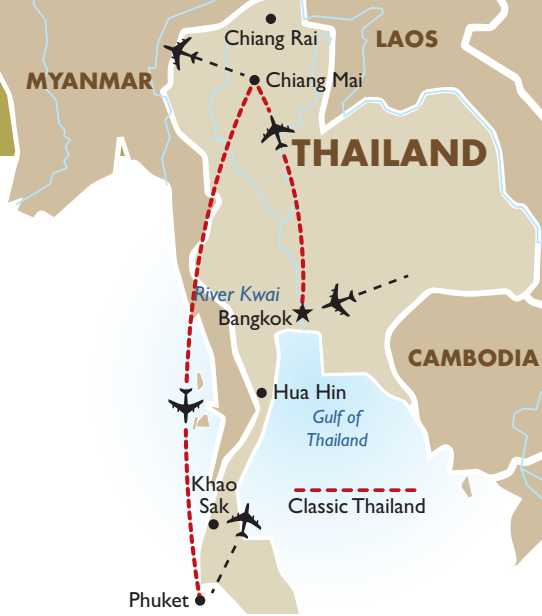 Chiang Rai
LAOS
MYANMAR
Chiang Mai
THAILAND
River Kwai
Bangkok
CAMBODIA
Hua Hin
Gulf of
Thailand
Khao
Sak
Classic Thailand
Phuket